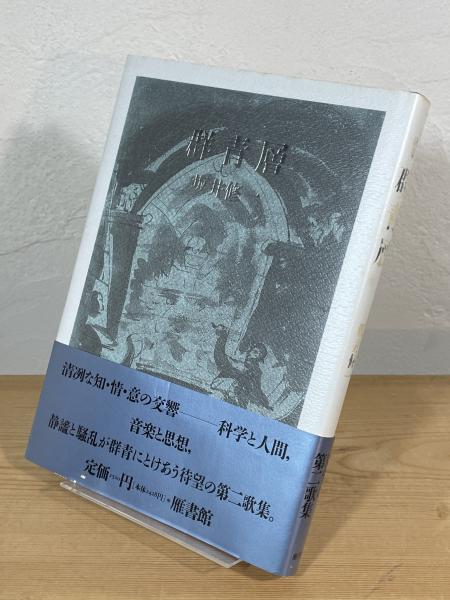 群青層
坂井修一
清冽な知・情・意の交響――科学と人間,
音楽と思想,
静謐と騒乱が群青にとけあう待望の第二歌集。
定価 円 雁書館
群
第二歌集